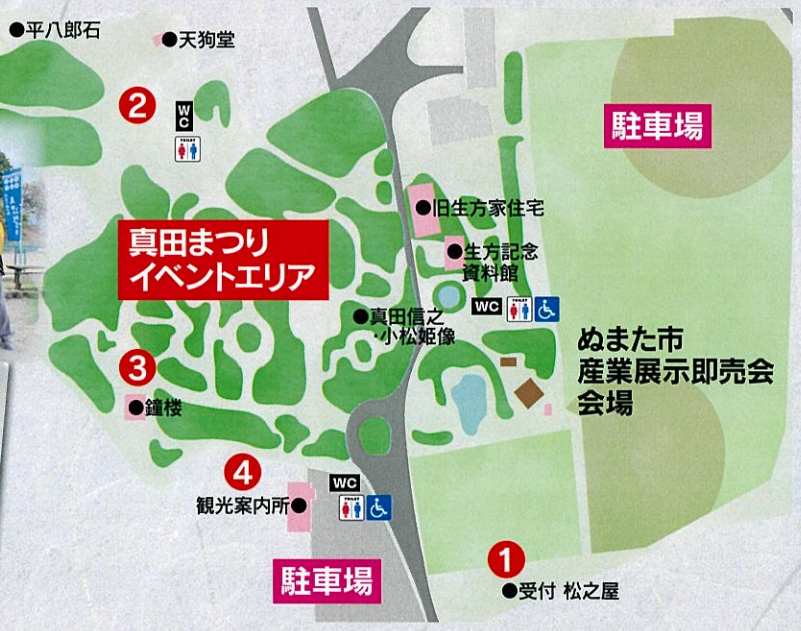 ●平八郎石
●天狗堂
2
WC
TOILET
駐車場
●旧生方家住宅
●生方記念
資料館
真田まつり
イベントエリア
WC
TOILET
●真田信之
・小松姫像
ぬまた市
産業展示即売会
会場
3
●鐘楼
4
WC
TOILET
観光案内所●
駐車場
1
●受付 松之屋